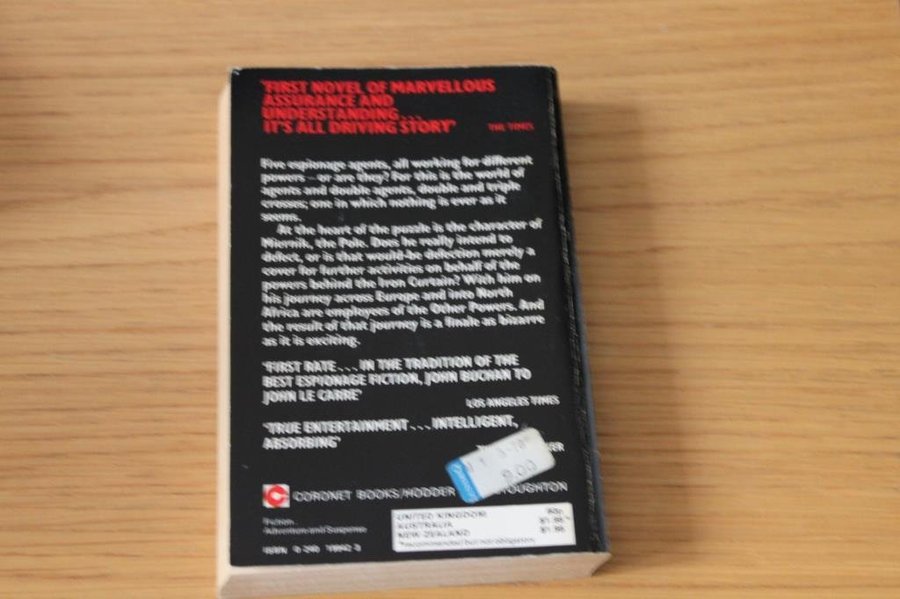 'FIRST NOVEL OF MARVELLOUS
ASSURANCE AND
UNDERSTANDING...
IT'S ALL DRIVING STORY'
THE TIMES
Five espionage agents, all working for different
powers – or are they? For this is the world of
agents and double agents, double and triple
crosses; one in which nothing is ever as it
seems.
At the heart of the puzzle is the character of
Miernik, the Pole. Does he really intend to
defect, or is that would-be defection merely a
cover for further activities on behalf of the
powers behind the Iron Curtain? With him on
his journey across Europe and into North
Africa are employees of the Other Powers. And
the result of that journey is a finale as bizarre
as it is exciting.
'FIRST RATE... IN THE TRADITION OF THE
BEST ESPIONAGE FICTION, JOHN BUCHAN TO
JOHN LE CARRE'
LOS ANGELES TIMES
'TRUE ENTERTAINMENT... INTELLIGENT,
ABSORBING'
CORONET BOOKS/HODDER
OUGHTON
Fiction
Adventure and Suspense
UNITED KINGDOM
AUSTRALIA
NEW ZEALAND
*recommended but not obligatory
ISBN 0 340